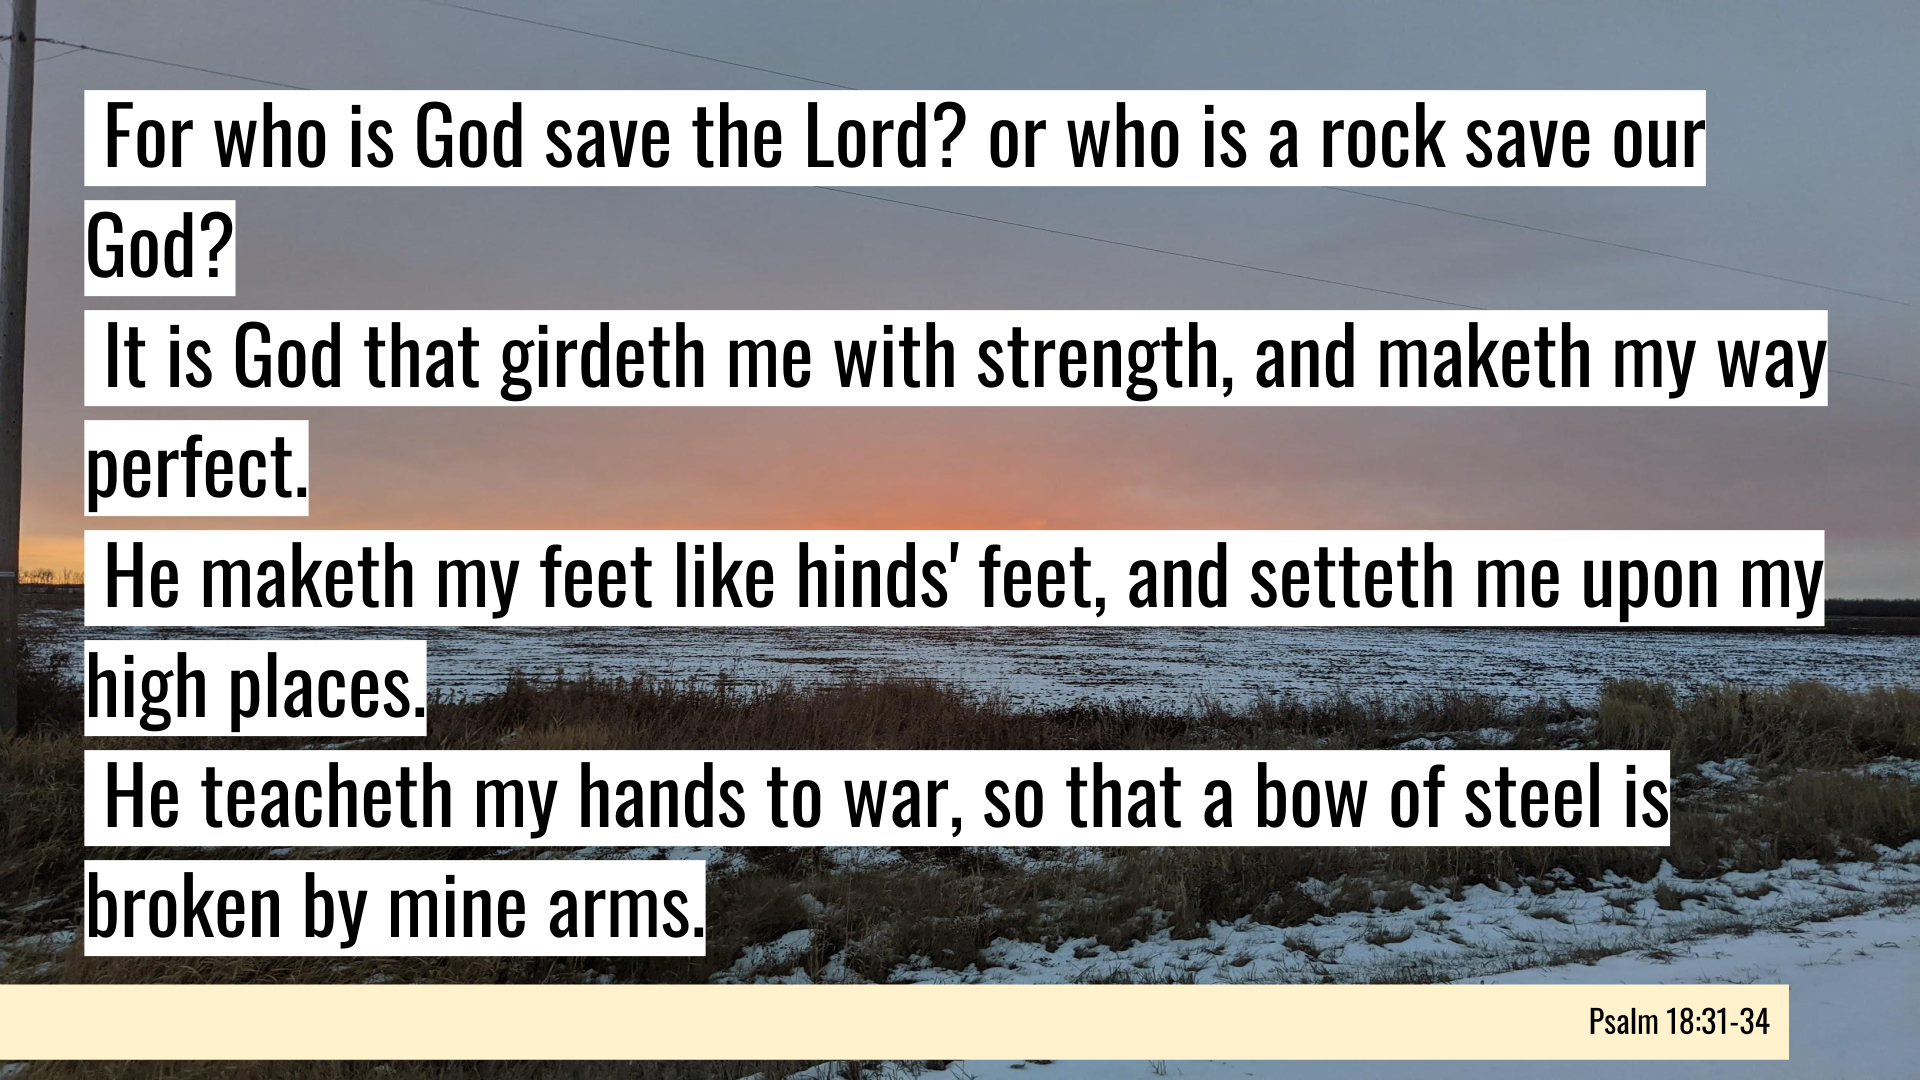 For who is God save the Lord? or who is a rock save our
God?
It is God that girdeth me with strength, and maketh my way
perfect.
He maketh my feet like hinds' feet, and setteth me upon my
high places.
He teacheth my hands to war, so that a bow of steel is
broken by mine arms.
Psalm 18:31-34